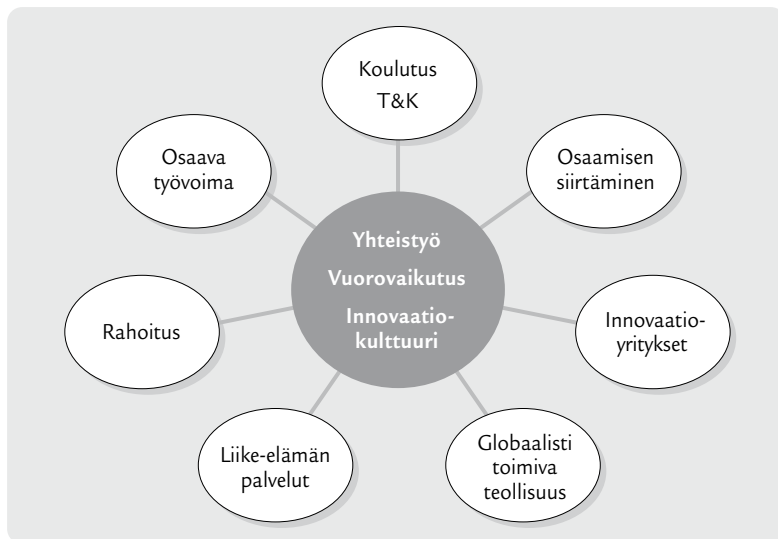 Koulutus
T&K
Osaava
työvoima
Osaamisen
siirtäminen
Yhteistyö
Vuorovaikutus
Innovaatio-
kulttuuri
Rahoitus
Innovaatio-
yritykset
Liike-elämän
palvelut
Globaalisti
toimiva
teollisuus